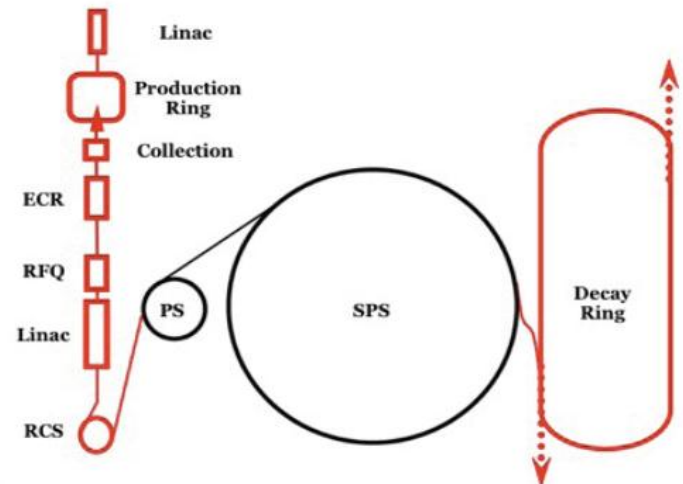 Linac
Production
Ring
Collection
ECR
RFQ
Linac
RCS
PS
SPS
Decay
Ring